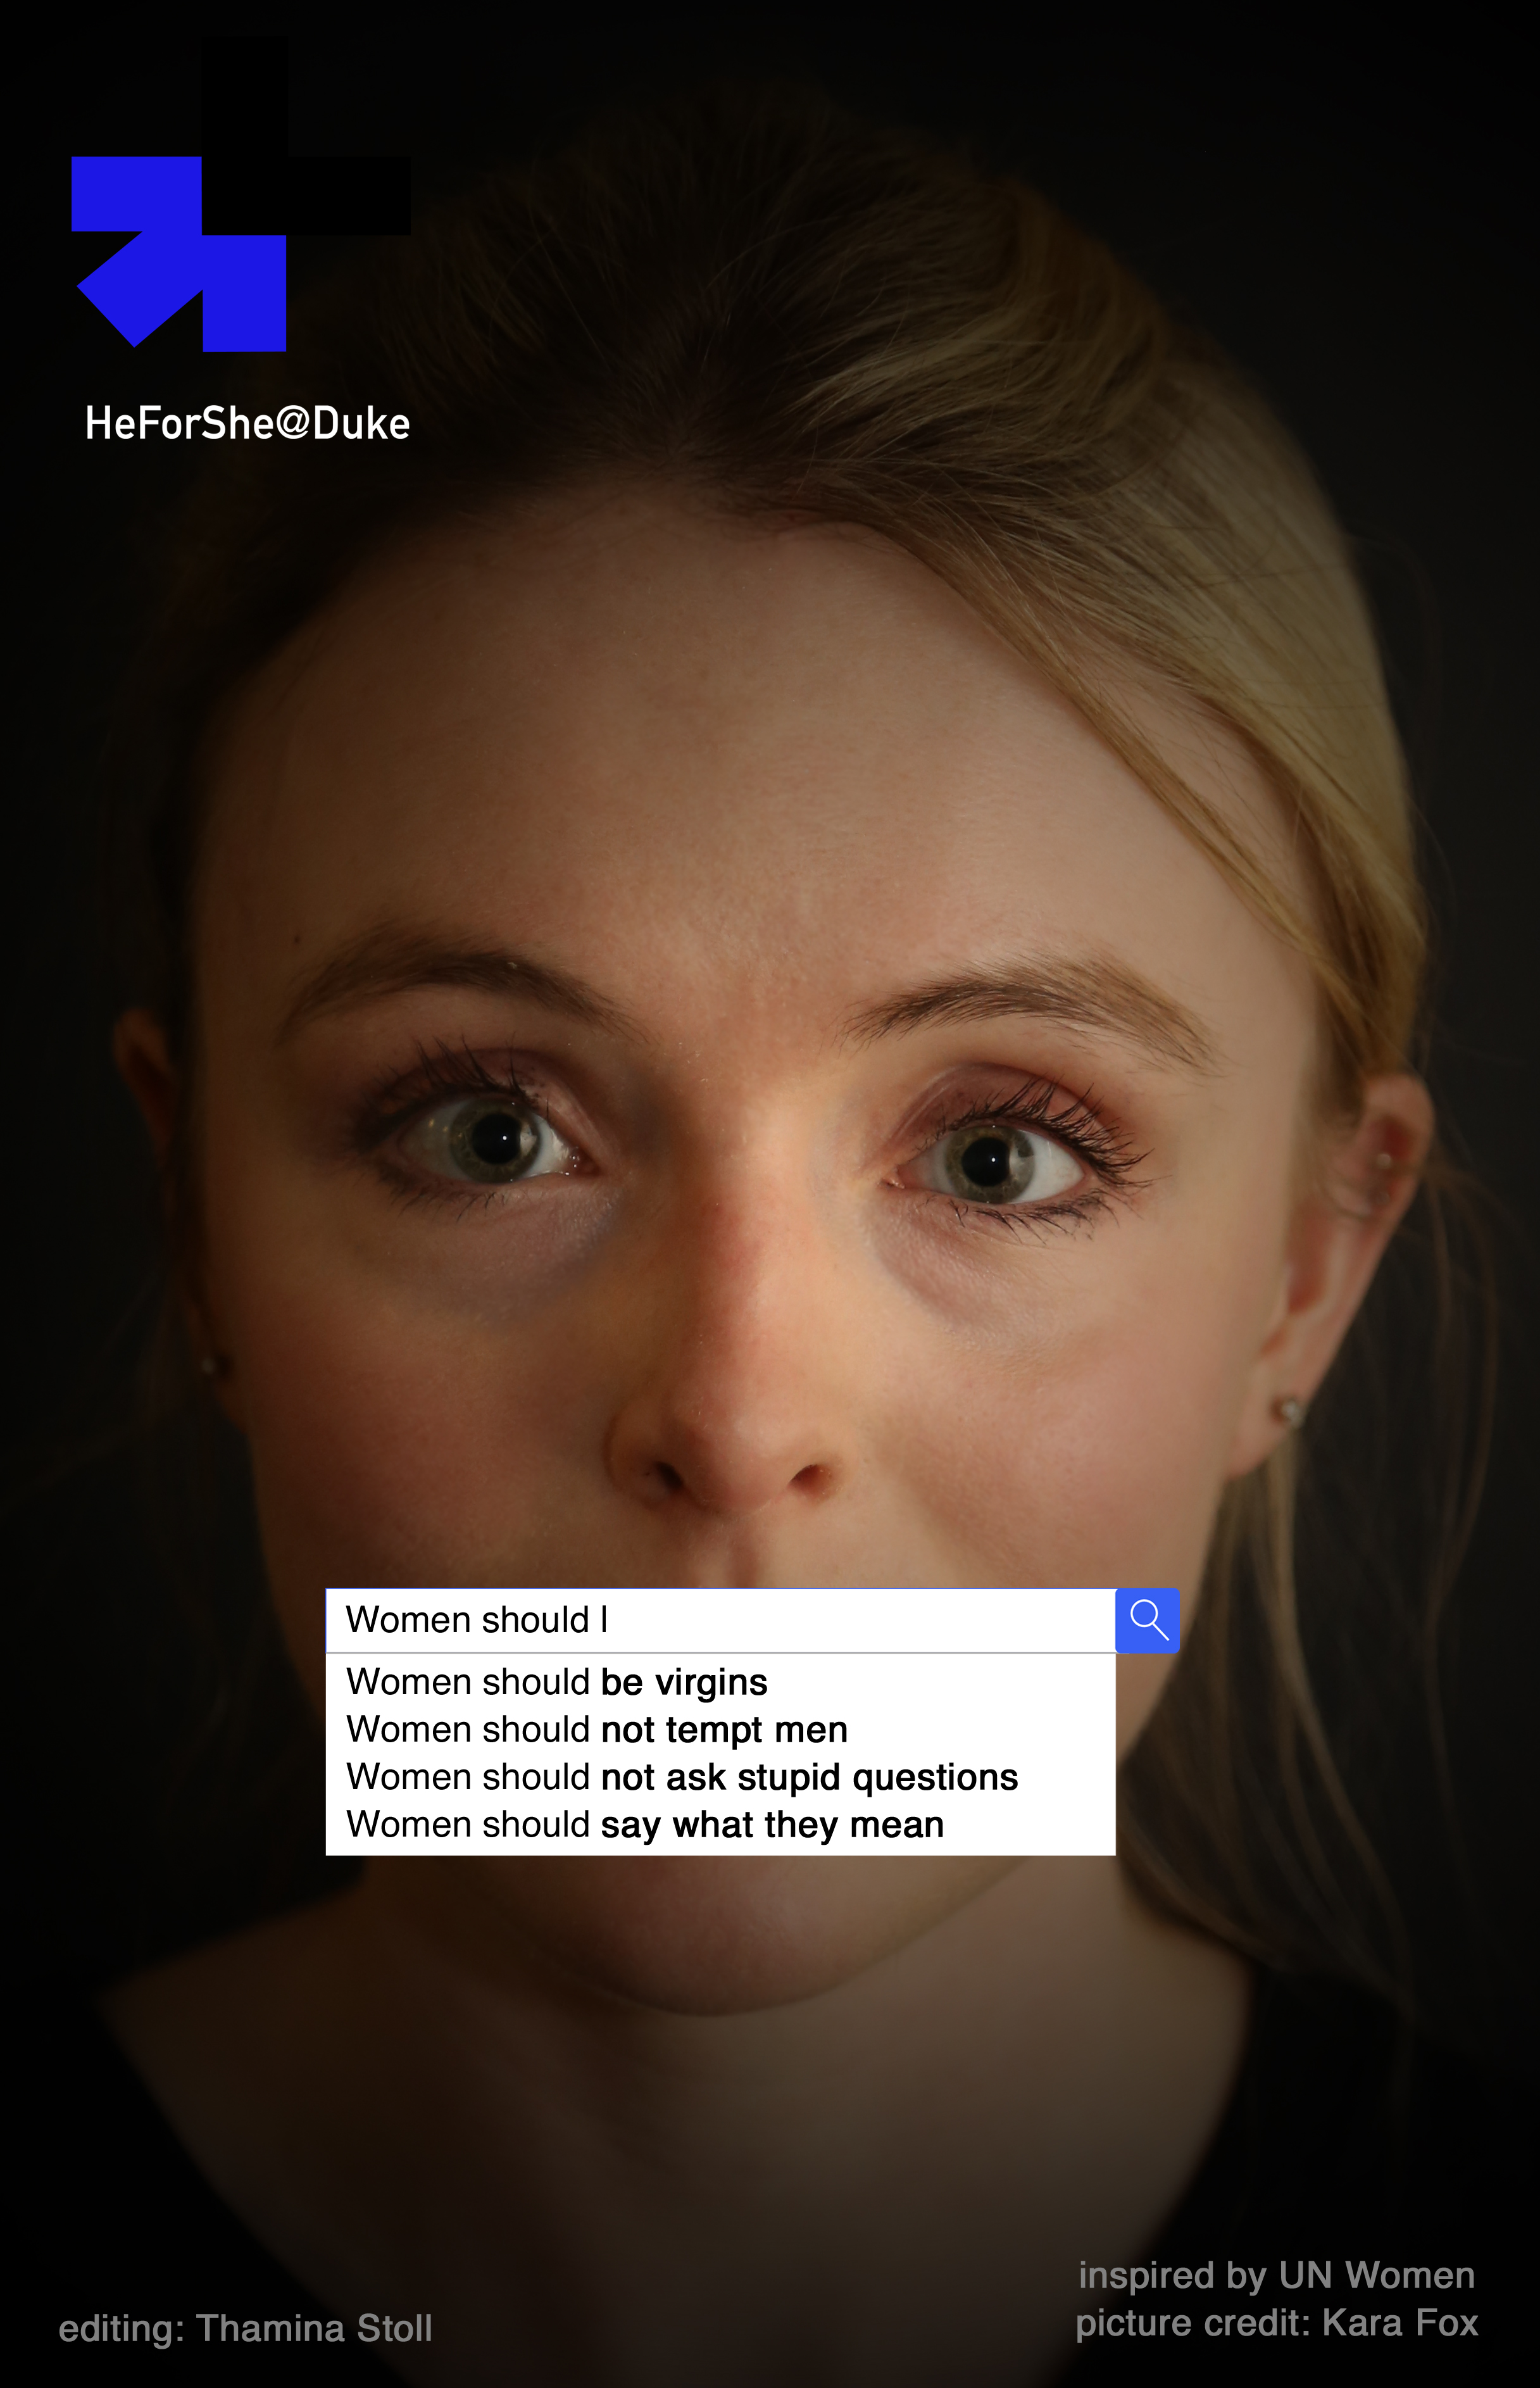 HeForShe@Duke
Women should
Women should be virgins
Women should not tempt men
Women should not ask stupid questions
Women should say what they mean
inspired by UN Women
editing: Thamina Stoll
picture credit: Kara Fox